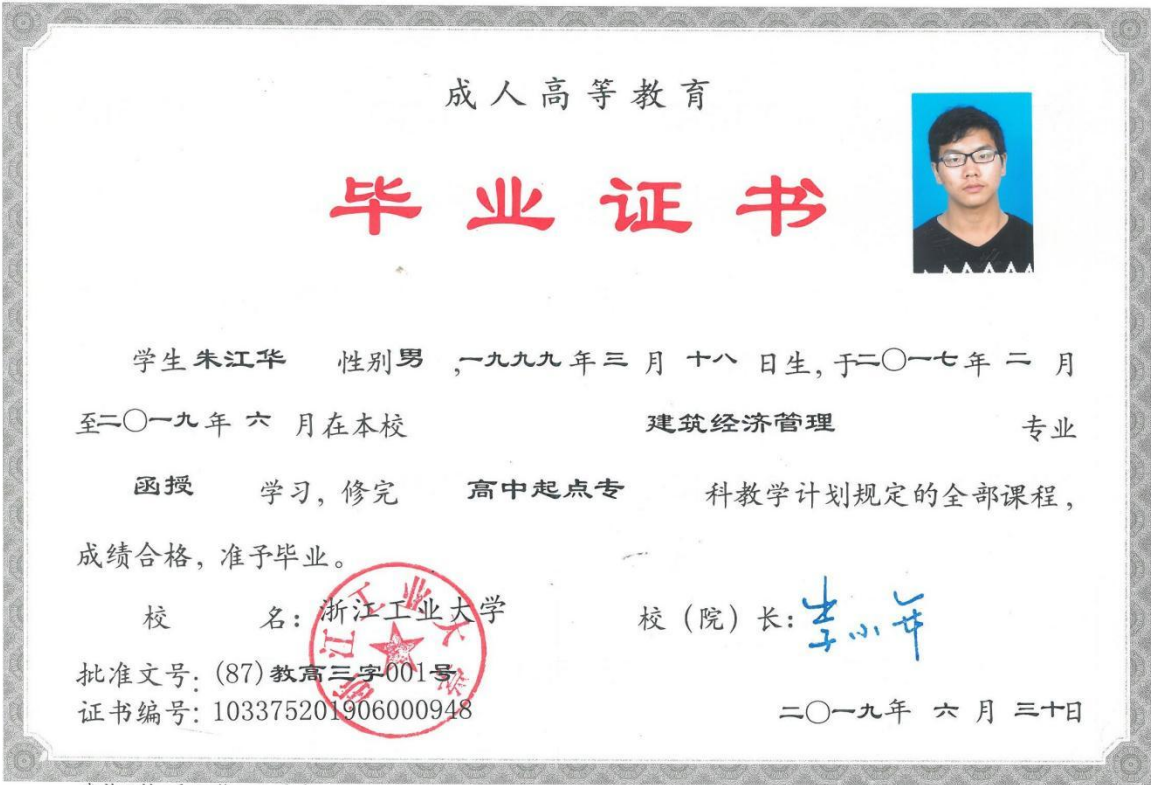 成人高等教育
毕业证书
学生 朱江华 性别 男 ,一九九九 年 三 月 十八 日生, 于二〇一七 年 二 月
至二〇一九 年 六 月在本校 建筑经济管理 专业
函授 学习, 修完 高中起点专 科教学计划规定的全部课程,
成绩合格, 准予毕业。
校 名: 浙江工业大学
校 (院) 长:
浙江工业大学
批准文号: (87)教高三字001号
证书编号: 103375201906000948
二〇一九年 六 月 三十日